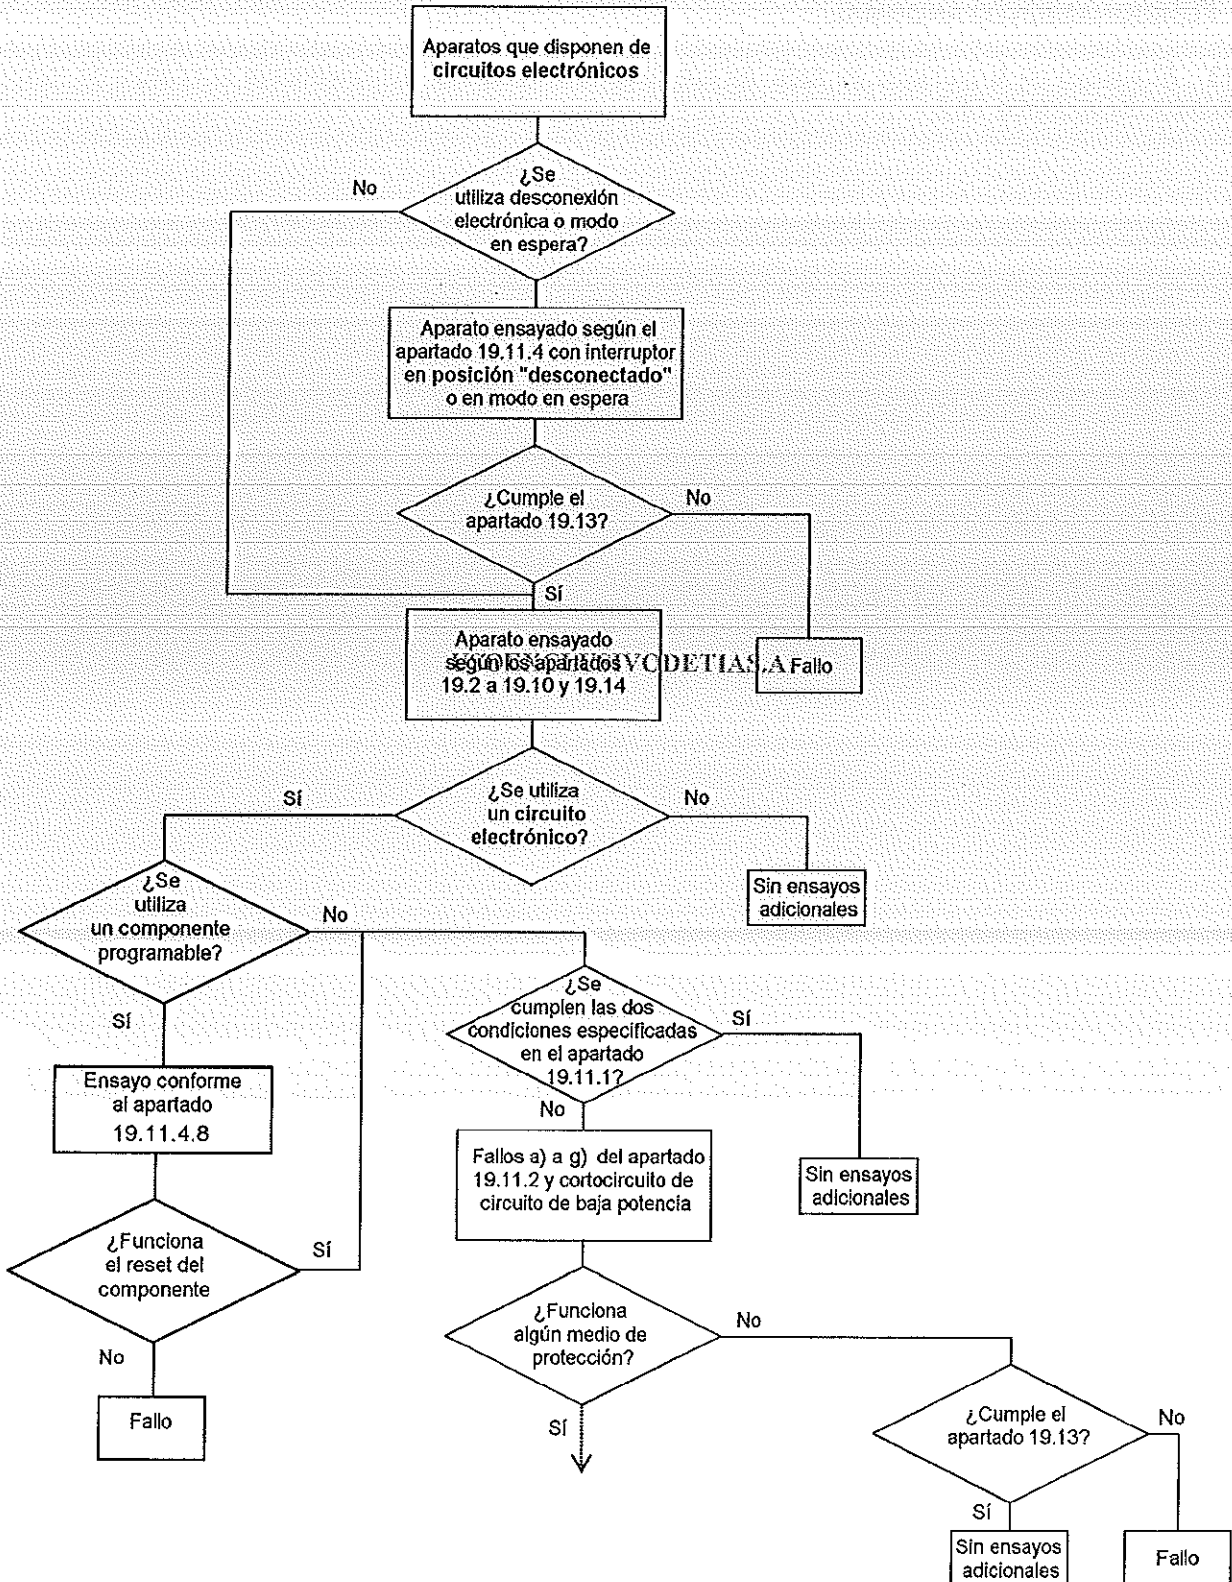 Aparatos que disponen de
circuitos electrónicos
¿Se
utiliza desconexión
electrónica o modo
en espera?
No
Aparato ensayado según el
apartado 19.11.4 con interruptor
en posición "desconectado"
o en modo en espera
¿Cumple el
apartado 19.13?
No
Sí
Aparato ensayado
según los apartados
19.2 a 19.10 y 19.14
DETIAS.A
Fallo
¿Se utiliza
un circuito
electrónico?
Sí
No
Sin ensayos
adicionales
¿Se
utiliza
un componente
programable?
No
Sí
¿Se
cumplen las dos
condiciones especificadas
en el apartado
19.11.1?
Sí
No
Ensayo conforme
al apartado
19.11.4.8
Fallos a) a g) del apartado
19.11.2 y cortocircuito de
circuito de baja potencia
Sin ensayos
adicionales
¿Funciona
el reset del
componente
Sí
No
Fallo
¿Funciona
algún medio de
protección?
No
Sí
¿Cumple el
apartado 19.13?
No
Sí
Sin ensayos
adicionales
Fallo